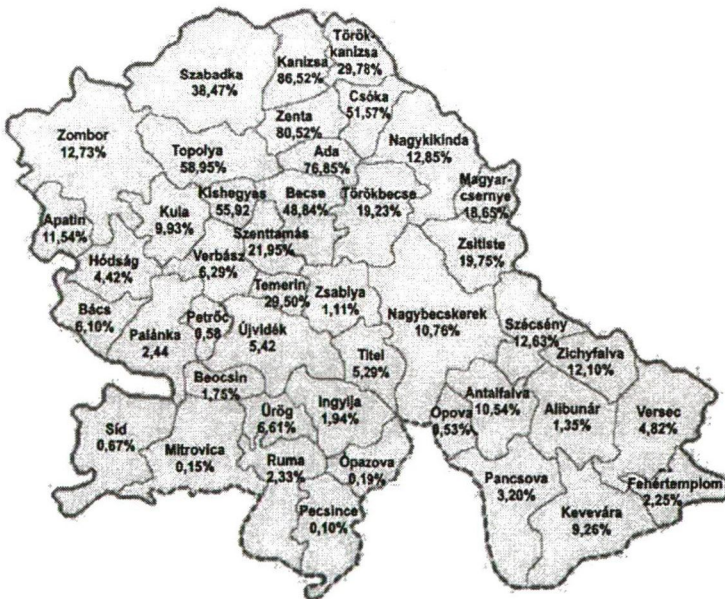 Török-
kanizsa
29,78%
Kanizsa
86,52%
Szabadka
38,47%
Csóka
51,57%
Zenta
80,52%
Zombor
12,73%
Topolya
58,95%
Ada
76,85%
Nagykikinda
12,85%
Kishegyes
55,92
Becse
48,84%
Törökbecse
19,23%
Magyar-
csernye
18,65%
Apatin
11,54%
Kula
9,93%
Szenttamás
21,95%
Zsitiste
19,75%
Hódság
4,42%
Verbász
6,29%
Temerin
29,50%
Zsablya
1,11%
Nagybecskerek
10,76%
Bács
6,10%
Palánka
2,44
Petrőc
0,58
Újvidék
5,42
Szécsény
12,63%
Titel
5,29%
Zichyfalva
12,10%
Beocsin
1,75%
Ürög
6,61%
Ingyija
1,94%
Antalfalva
10,54%
Opova
0,53%
Alibunár
1,35%
Versec
4,82%
Síd
0,67%
Mitrovica
0,15%
Ruma
2,33%
Ópazova
0,19%
Pancsova
3,20%
Fehértemplom
2,25%
Pecsince
0,10%
Kevevára
9,26%